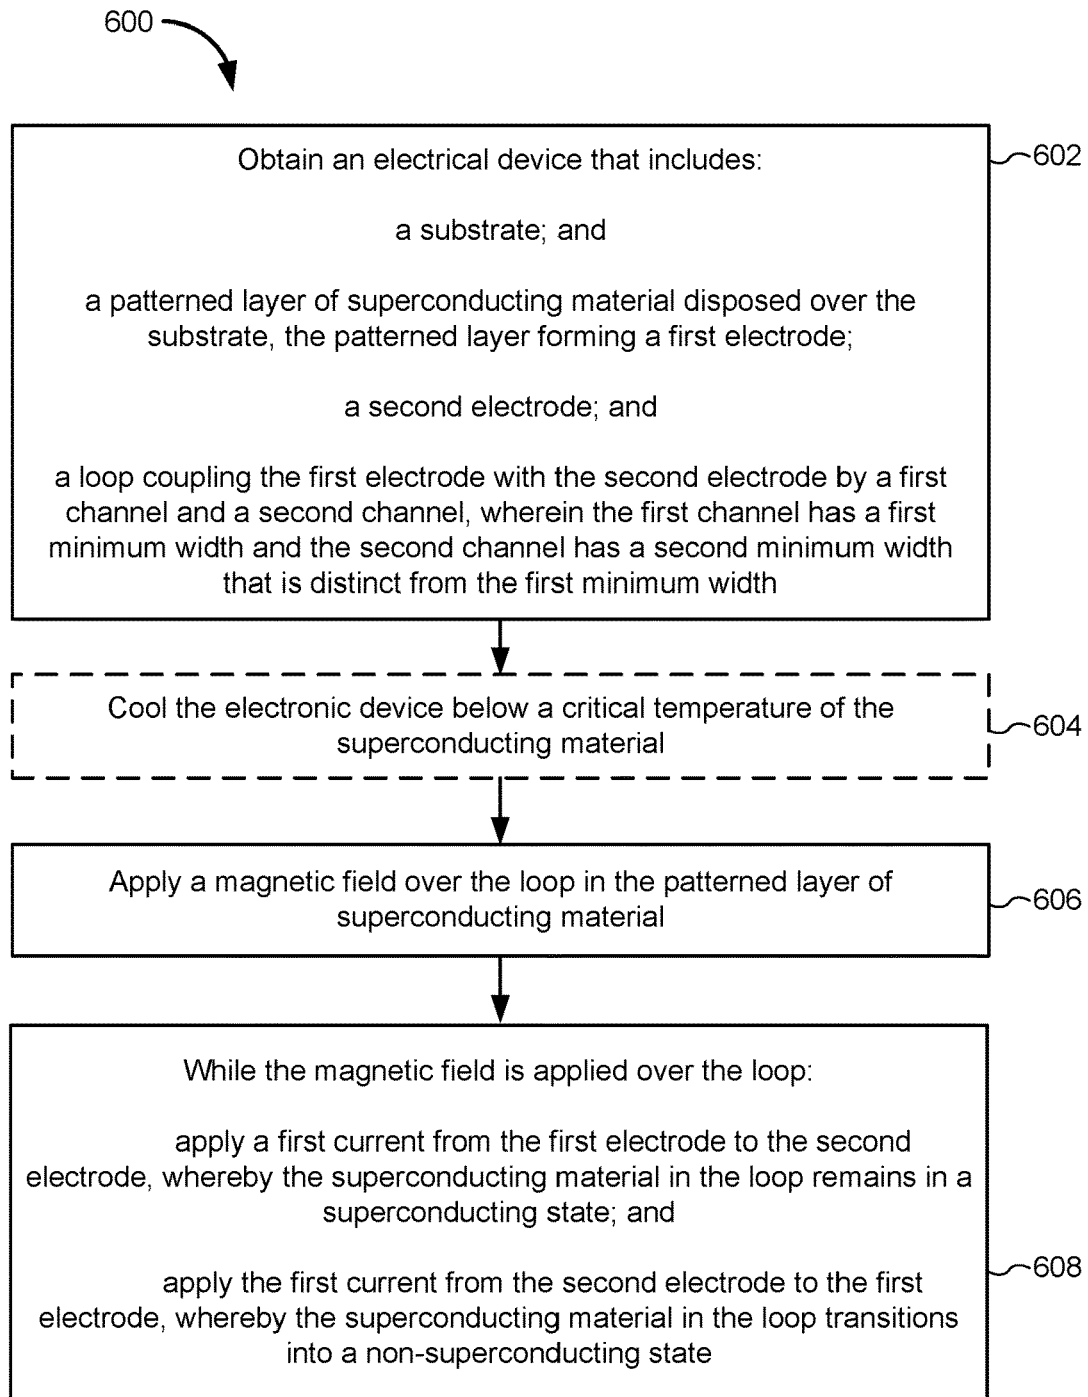 600
Obtain an electrical device that includes:
602
a substrate; and
a patterned layer of superconducting material disposed over the
substrate, the patterned layer forming a first electrode;
a second electrode; and
a loop coupling the first electrode with the second electrode by a first
channel and a second channel, wherein the first channel has a first
minimum width and the second channel has a second minimum width
that is distinct from the first minimum width
Cool the electronic device below a critical temperature of the
superconducting material
604
Apply a magnetic field over the loop in the patterned layer of
superconducting material
606
While the magnetic field is applied over the loop:
apply a first current from the first electrode to the second
electrode, whereby the superconducting material in the loop remains in a
superconducting state; and
apply the first current from the second electrode to the first
electrode, whereby the superconducting material in the loop transitions
into a non-superconducting state
608